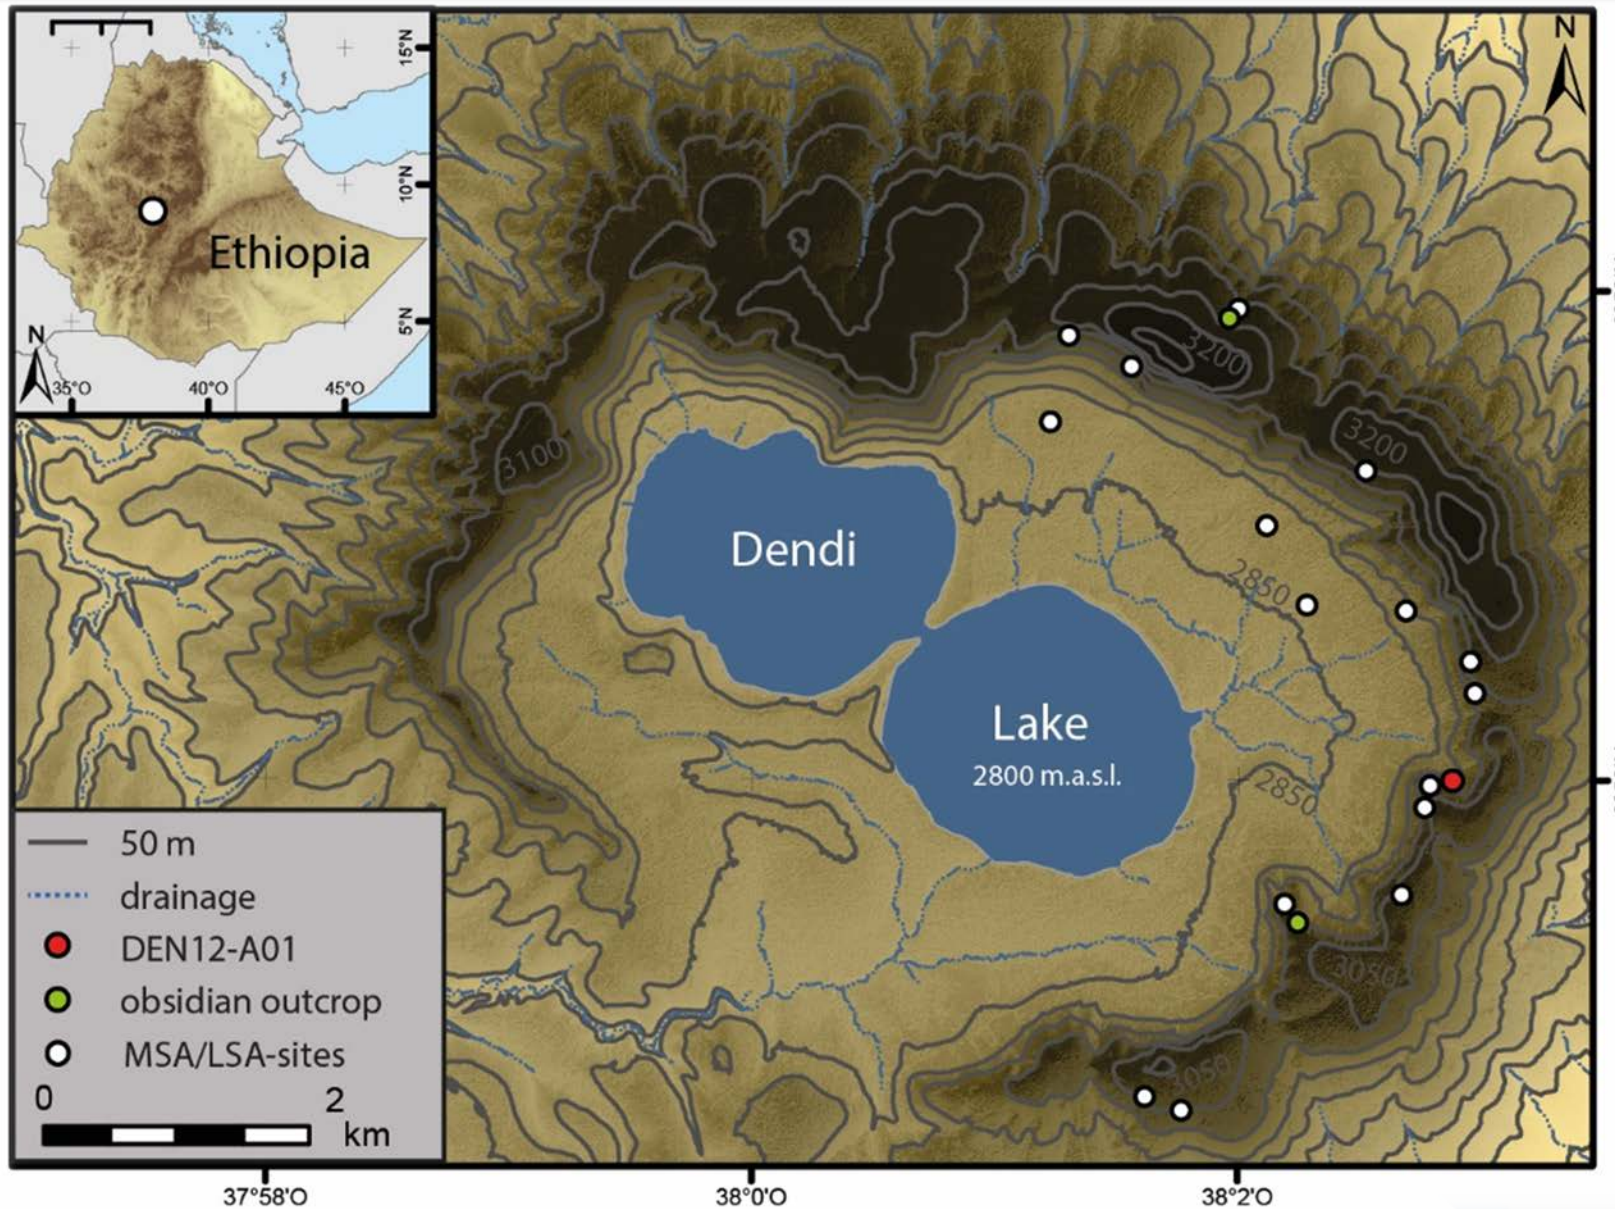 N
15°N
10°N
5°N
Ethiopia
N
35°O
40°O
45°O
3200
3200
3100
Dendi
2850
Lake
2800 m.a.s.l.
2850
3050
3050
50 m
drainage
DEN12-A01
obsidian outcrop
MSA/LSA-sites
0
2
km
37°58'O
38°0'O
38°2'O